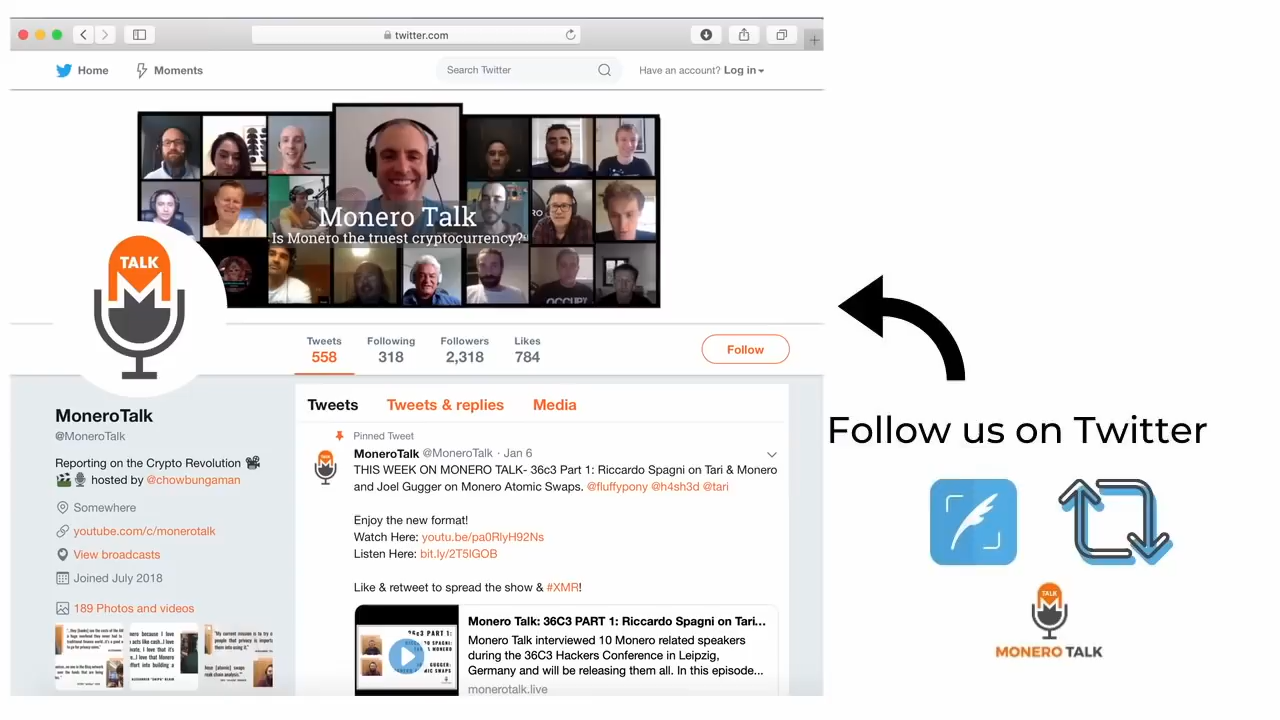 twitter.com
Home
Moments
Search Twitter
Have an account? Log in
Monero Talk
Is Monero the truest cryptocurrency?
TALK
Tweets
Following
Followers
Likes
558
318
2,318
784
Follow
MoneroTalk
@MoneroTalk
Reporting on the Crypto Revolution
hosted by @chowbungaman
Somewhere
youtube.com/c/monerotalk
View broadcasts
Joined July 2018
189 Photos and videos
Tweets
Tweets & replies
Media
Pinned Tweet
MoneroTalk @MoneroTalk · Jan 6
THIS WEEK ON MONERO TALK- 36c3 Part 1: Riccardo Spagni on Tari & Monero
and Joel Gugger on Monero Atomic Swaps. @fluffypony @h4sh3d @tari
Enjoy the new format!
Watch Here: youtu.be/pa0RlyH92Ns
Listen Here: bit.ly/2T5IGOB
Like & retweet to spread the show & #XMR!
Monero Talk: 36C3 PART 1: Riccardo Spagni on Tari...
Monero Talk interviewed 10 Monero related speakers
during the 36C3 Hackers Conference in Leipzig,
Germany and will be releasing them all. In this episode...
monerotalk.live
Follow us on Twitter
TALK
MONERO TALK